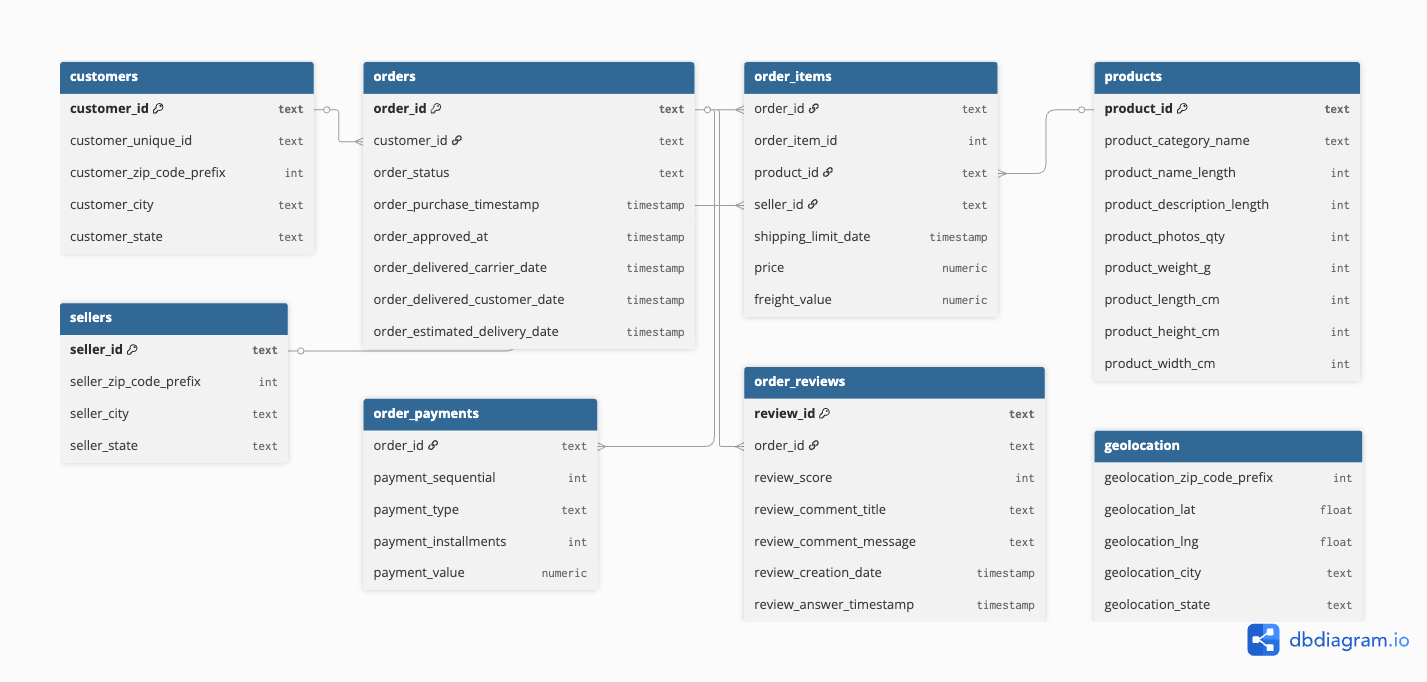 customers
customer_id text
customer_unique_id text
customer_zip_code_prefix int
customer_city text
customer_state text
orders
order_id text
customer_id text
order_status text
order_purchase_timestamp timestamp
order_approved_at timestamp
order_delivered_carrier_date timestamp
order_delivered_customer_date timestamp
order_estimated_delivery_date timestamp
order_items
order_id text
order_item_id int
product_id text
seller_id text
shipping_limit_date timestamp
price numeric
freight_value numeric
products
product_id text
product_category_name text
product_name_length int
product_description_length int
product_photos_qty int
product_weight_g int
product_length_cm int
product_height_cm int
product_width_cm int
sellers
seller_id text
seller_zip_code_prefix int
seller_city text
seller_state text
order_payments
order_id text
payment_sequential int
payment_type text
payment_installments int
payment_value numeric
order_reviews
review_id text
order_id text
review_score int
review_comment_title text
review_comment_message text
review_creation_date timestamp
review_answer_timestamp timestamp
geolocation
geolocation_zip_code_prefix int
geolocation_lat float
geolocation_lng float
geolocation_city text
geolocation_state text
dbdiagram.io